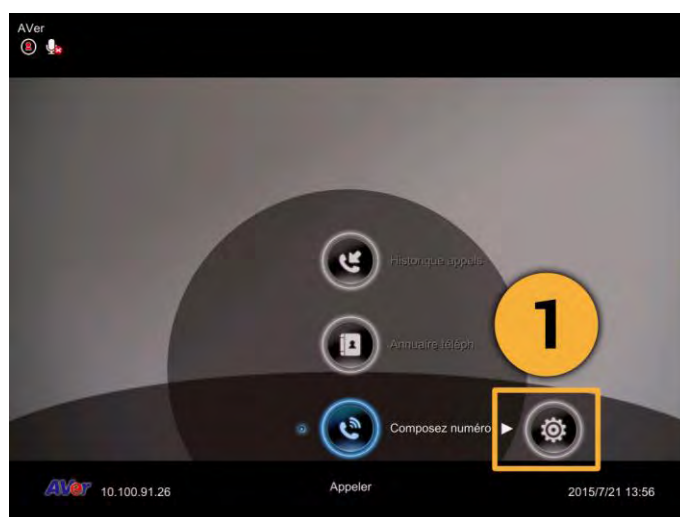 AVer
Historique appels
Annuaire téléph
1
Composez numéro
AVer 10.100.91.26
Appeler
2015/7/21 13:56